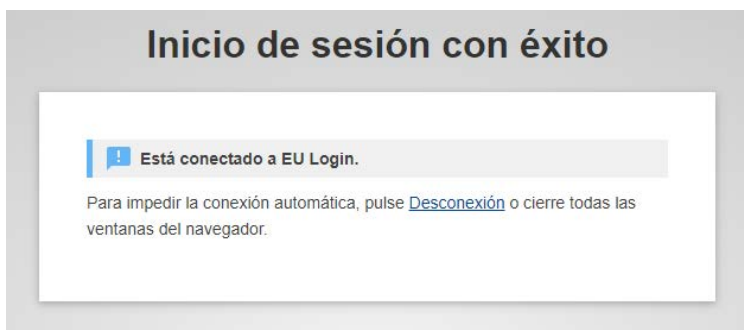 Inicio de sesión con éxito
Está conectado a EU Login.
Para impedir la conexión automática, pulse Desconexión o cierre todas las
ventanas del navegador.